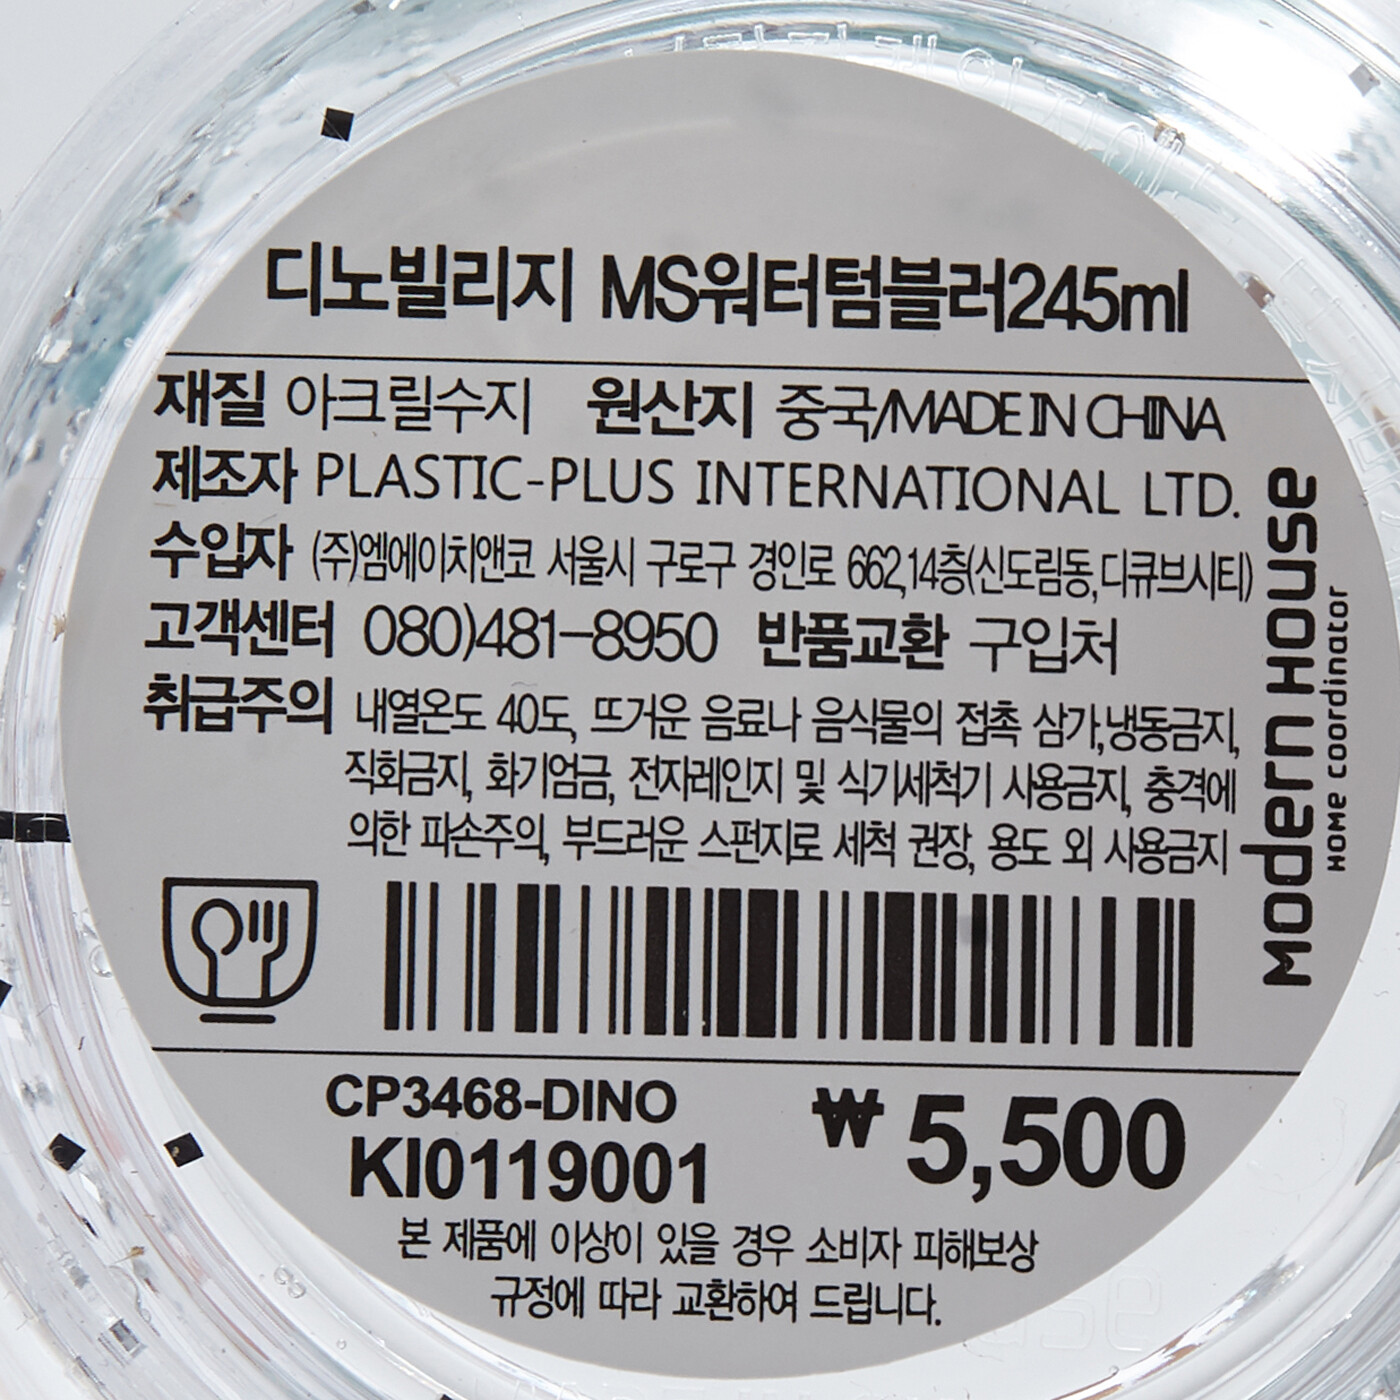 디노빌리지 MS워터텀블러245ml
재질 아크릴수지 원산지 중국/MADE IN CHINA
제조자 PLASTIC-PLUS INTERNATIONAL LTD.
수입자 (주)엠에이치앤코 서울시 구로구 경인로 662,14층(신도림동,디큐브시티)
고객센터 080)481-8950 반품교환 구입처
취급주의 내열온도 40도, 뜨거운 음료나 음식물의 접촉 삼가,냉동금지,
직화금지, 화기엄금, 전자레인지 및 식기세척기 사용금지, 충격에
의한 파손주의, 부드러운 스펀지로 세척 권장, 용도 외 사용금지
Modern House
Home coordinator
CP3468-DINO
KI0119001
₩ 5,500
본 제품에 이상이 있을 경우 소비자 피해보상
규정에 따라 교환하여 드립니다.